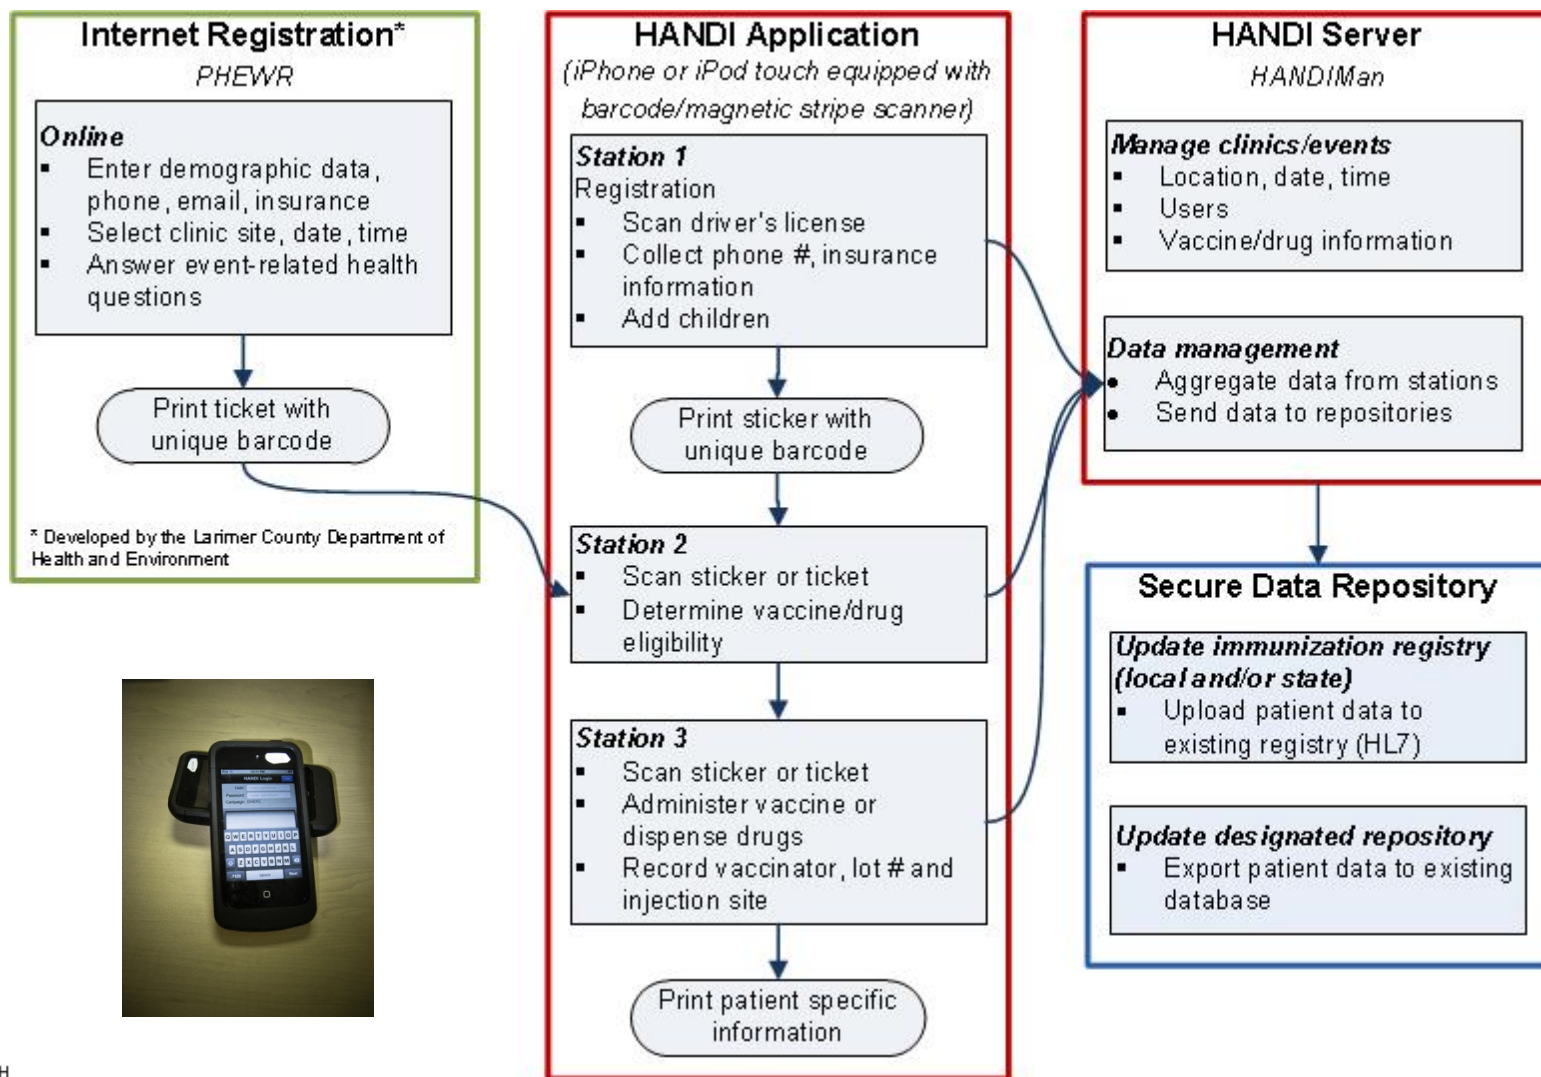 Internet Registration*
PHEWR
Online
▪ Enter demographic data,
phone, email, insurance
▪ Select clinic site, date, time
▪ Answer event-related health
questions
Print ticket with
unique barcode
* Developed by the Larimer County Department of
Health and Environment
HANDI Application
(iPhone or iPod touch equipped with
barcode/magnetic stripe scanner)
Station 1
Registration
▪ Scan driver's license
▪ Collect phone #, insurance
information
▪ Add children
Print sticker with
unique barcode
Station 2
▪ Scan sticker or ticket
▪ Determine vaccine/drug
eligibility
Station 3
▪ Scan sticker or ticket
▪ Administer vaccine or
dispense drugs
▪ Record vaccinator, lot # and
injection site
Print patient specific
information
HANDI Server
HANDIMan
Manage clinics/events
▪ Location, date, time
▪ Users
▪ Vaccine/drug information
Data management
● Aggregate data from stations
● Send data to repositories
Secure Data Repository
Update immunization registry
(local and/or state)
▪ Upload patient data to
existing registry (HL7)
Update designated repository
▪ Export patient data to existing
database
HANDI Login
H